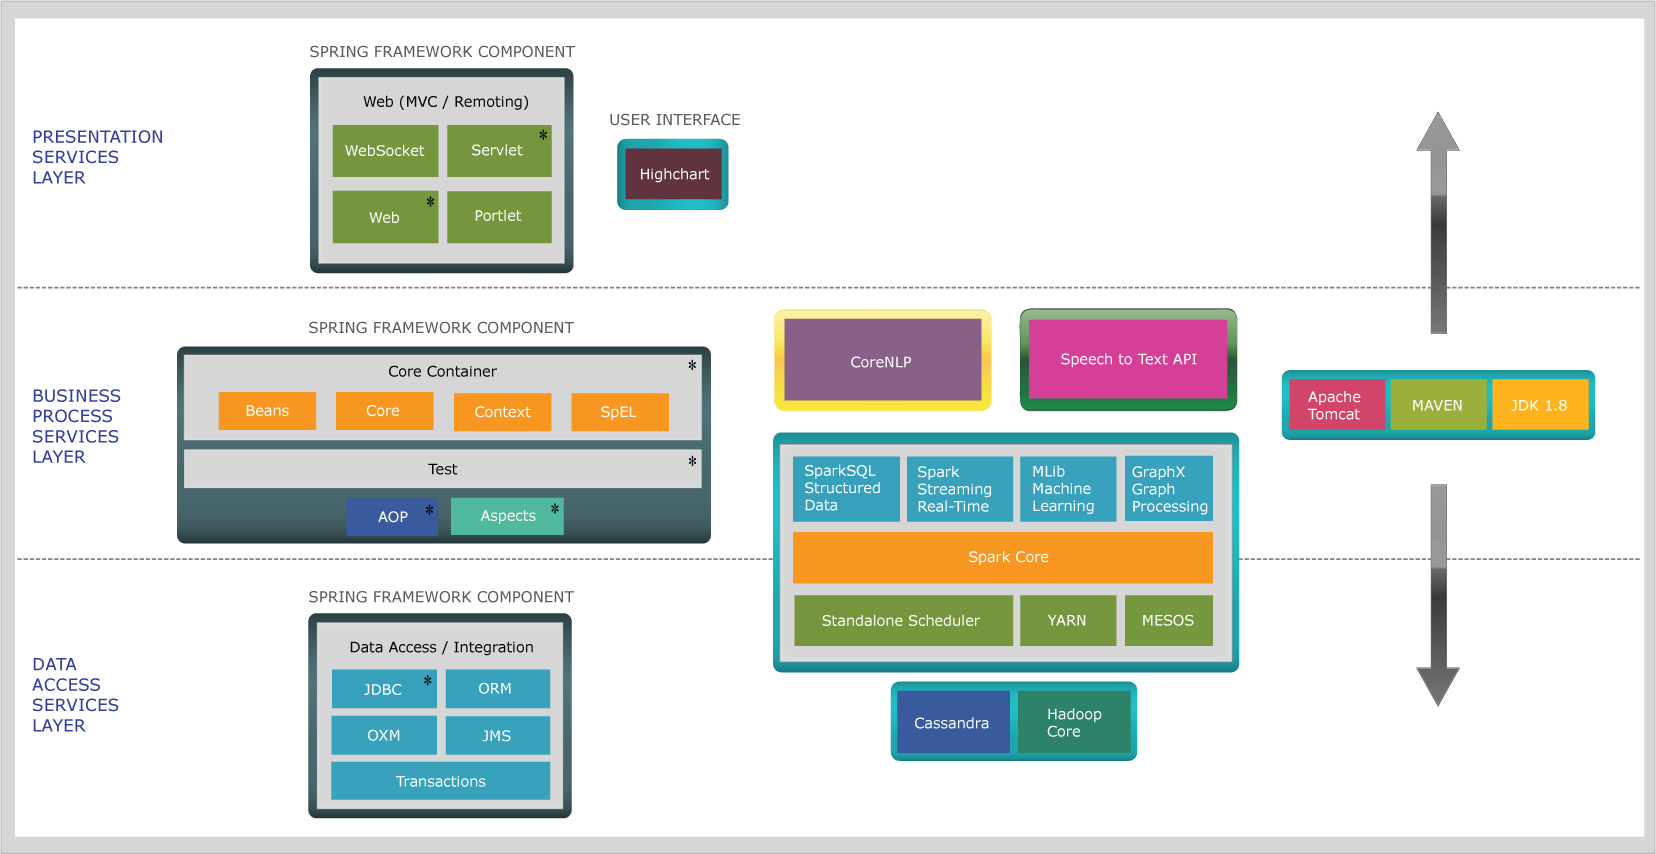 SPRING FRAMEWORK COMPONENT
Web (MVC / Remoting)
WebSocket
Servlet *
Web *
Portlet
USER INTERFACE
Highchart
PRESENTATION
SERVICES
LAYER
SPRING FRAMEWORK COMPONENT
Core Container *
Beans
Core
Context
SpEL
Test *
AOP *
Aspects *
BUSINESS
PROCESS
SERVICES
LAYER
CoreNLP
Speech to Text API
Apache
Tomcat
MAVEN
JDK 1.8
SparkSQL
Structured
Data
Spark
Streaming
Real-Time
MLib
Machine
Learning
GraphX
Graph
Processing
Spark Core
Standalone Scheduler
YARN
MESOS
SPRING FRAMEWORK COMPONENT
Data Access / Integration
JDBC *
ORM
OXM
JMS
Transactions
DATA
ACCESS
SERVICES
LAYER
Cassandra
Hadoop
Core